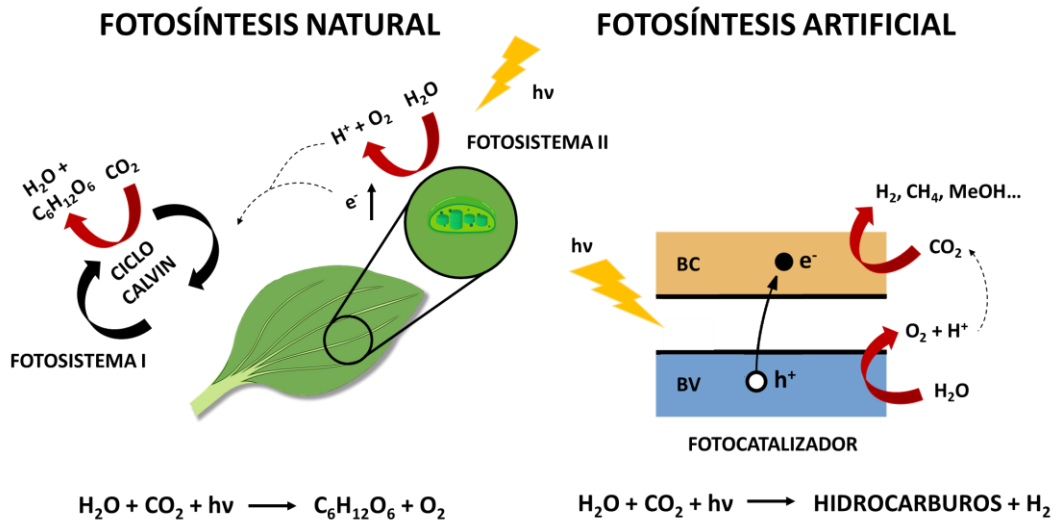 FOTOSÍNTESIS NATURAL
hν
H₂O
H⁺ + O₂
FOTOSISTEMA II
e⁻
H₂O +
C₆H₁₂O₆
CO₂
CICLO
CALVIN
FOTOSISTEMA I
H₂O + CO₂ + hν → C₆H₁₂O₆ + O₂
FOTOSÍNTESIS ARTIFICIAL
hν
H₂, CH₄, MeOH...
BC
e⁻
CO₂
O₂ + H⁺
BV
h⁺
H₂O
FOTOCATALIZADOR
H₂O + CO₂ + hν → HIDROCARBUROS + H₂